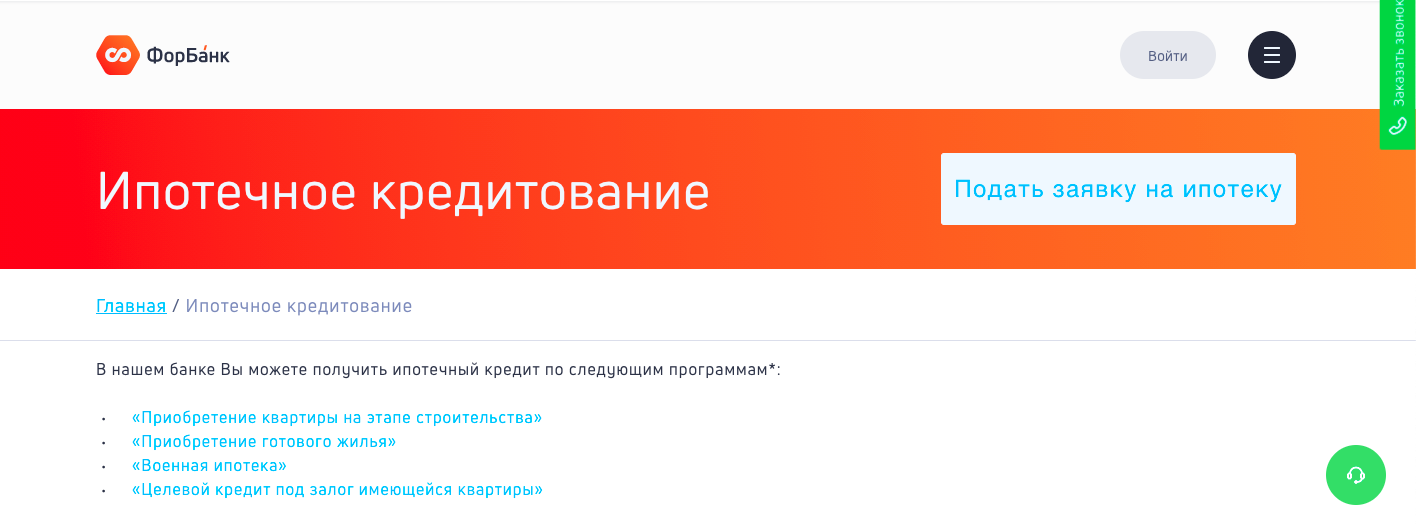 ФорБанк
Войти
Заказать звонок
Ипотечное кредитование
Подать заявку на ипотеку
Главная / Ипотечное кредитование
В нашем банке Вы можете получить ипотечный кредит по следующим программам*:
• «Приобретение квартиры на этапе строительства»
• «Приобретение готового жилья»
• «Военная ипотека»
• «Целевой кредит под залог имеющейся квартиры»